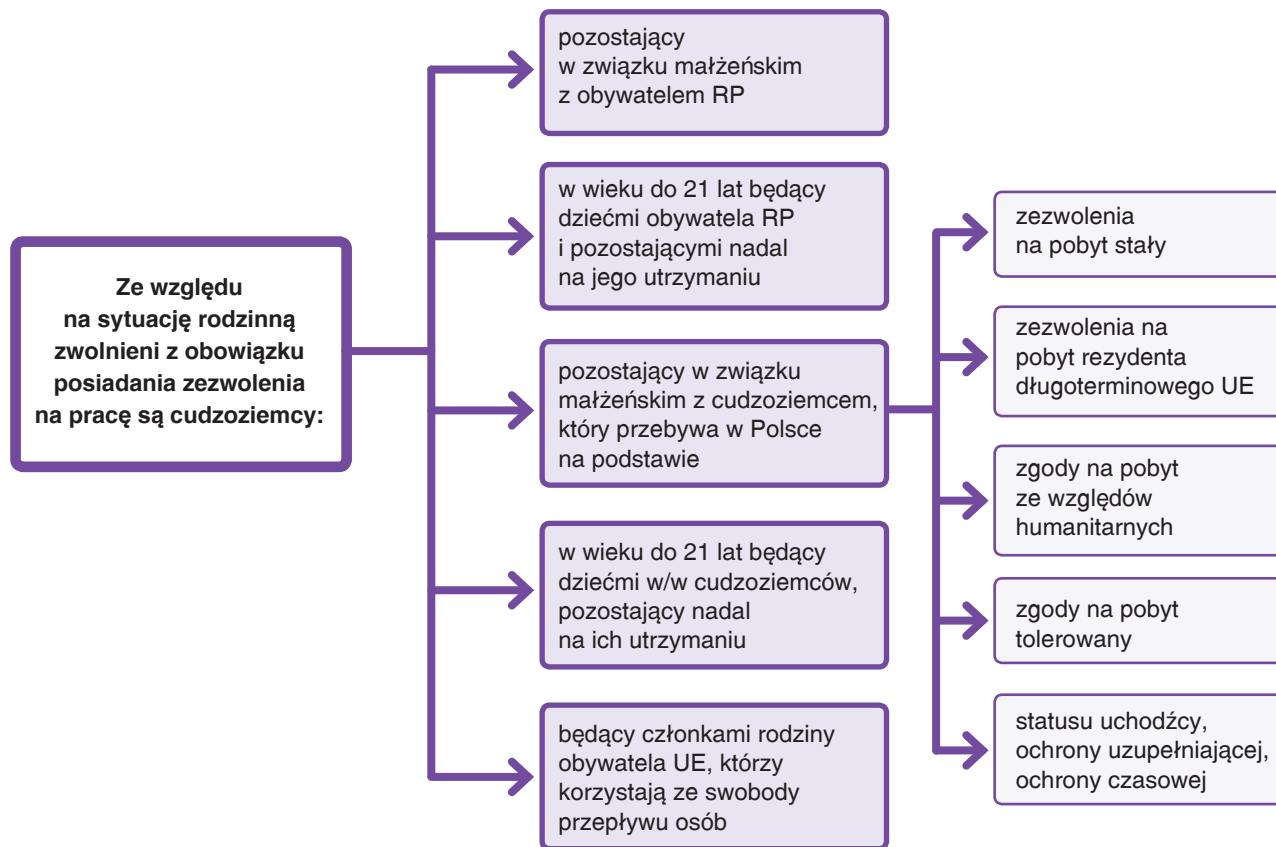 Ze względu
na sytuację rodzinną
zwolnieni z obowiązku
posiadania zezwolenia
na pracę są cudzoziemcy:
pozostający
w związku małżeńskim
z obywatelem RP
w wieku do 21 lat będący
dziećmi obywatela RP
i pozostającymi nadal
na jego utrzymaniu
pozostający w związku
małżeńskim z cudzoziemcem,
który przebywa w Polsce
na podstawie
w wieku do 21 lat będący
dziećmi w/w cudzoziemców,
pozostający nadal
na ich utrzymaniu
będący członkami rodziny
obywatela UE, którzy
korzystają ze swobody
przepływu osób
zezwolenia
na pobyt stały
zezwolenia na
pobyt rezydenta
długoterminowego UE
zgody na pobyt
ze względów
humanitarnych
zgody na pobyt
tolerowany
statusu uchodźcy,
ochrony uzupełniającej,
ochrony czasowej